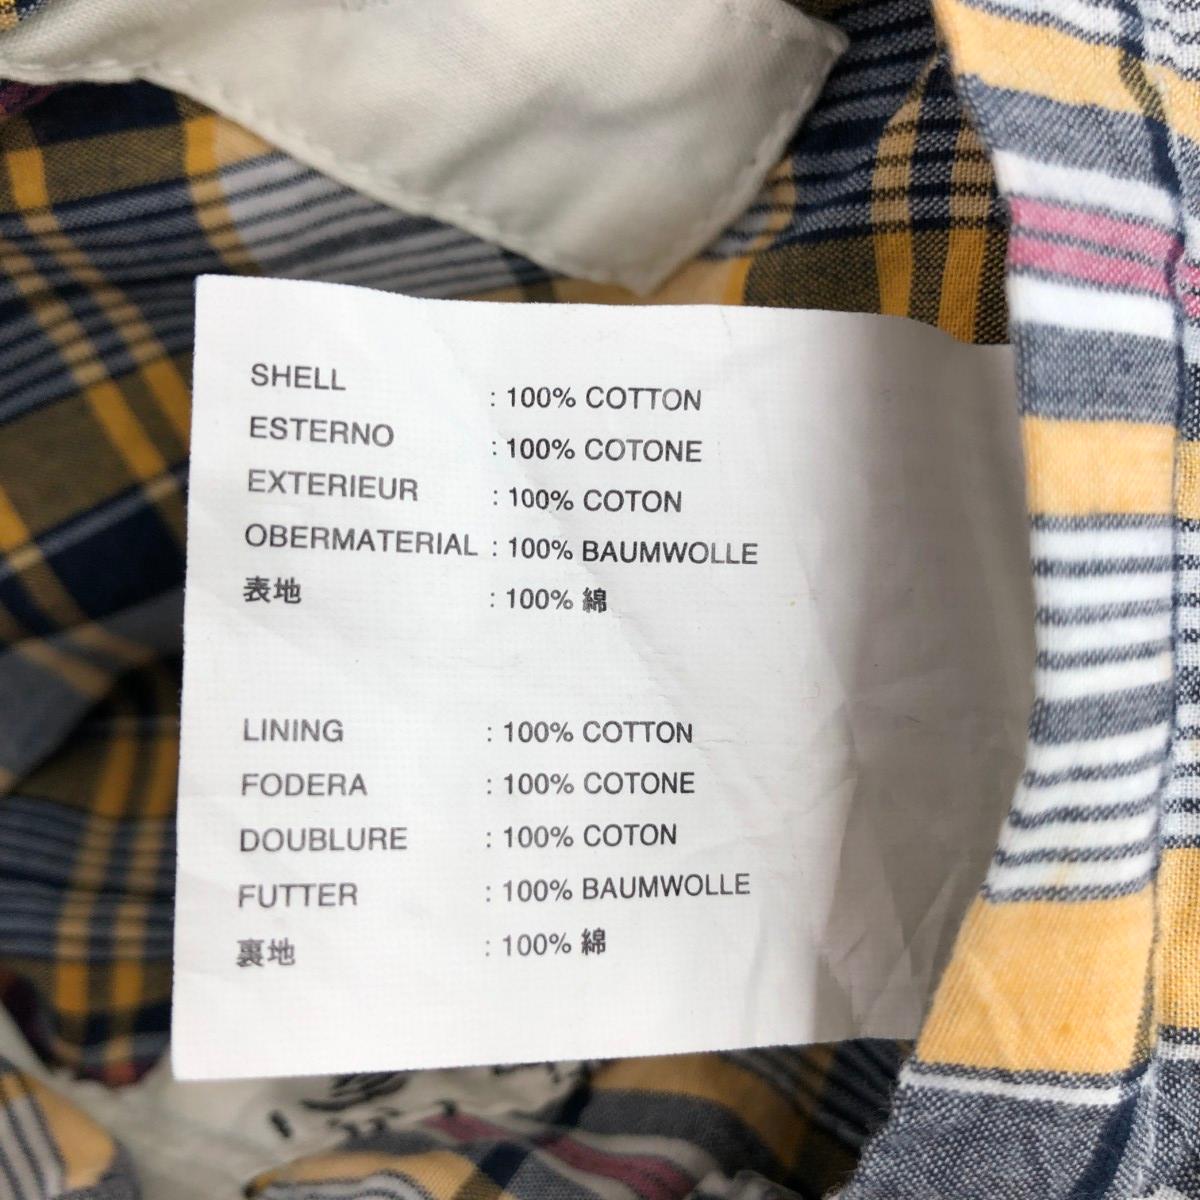 SHELL : 100% COTTON
ESTERNO : 100% COTONE
EXTERIEUR : 100% COTON
OBERMATERIAL : 100% BAUMWOLLE
表地 : 100% 綿
LINING : 100% COTTON
FODERA : 100% COTONE
DOUBLURE : 100% COTON
FUTTER : 100% BAUMWOLLE
裏地 : 100% 綿